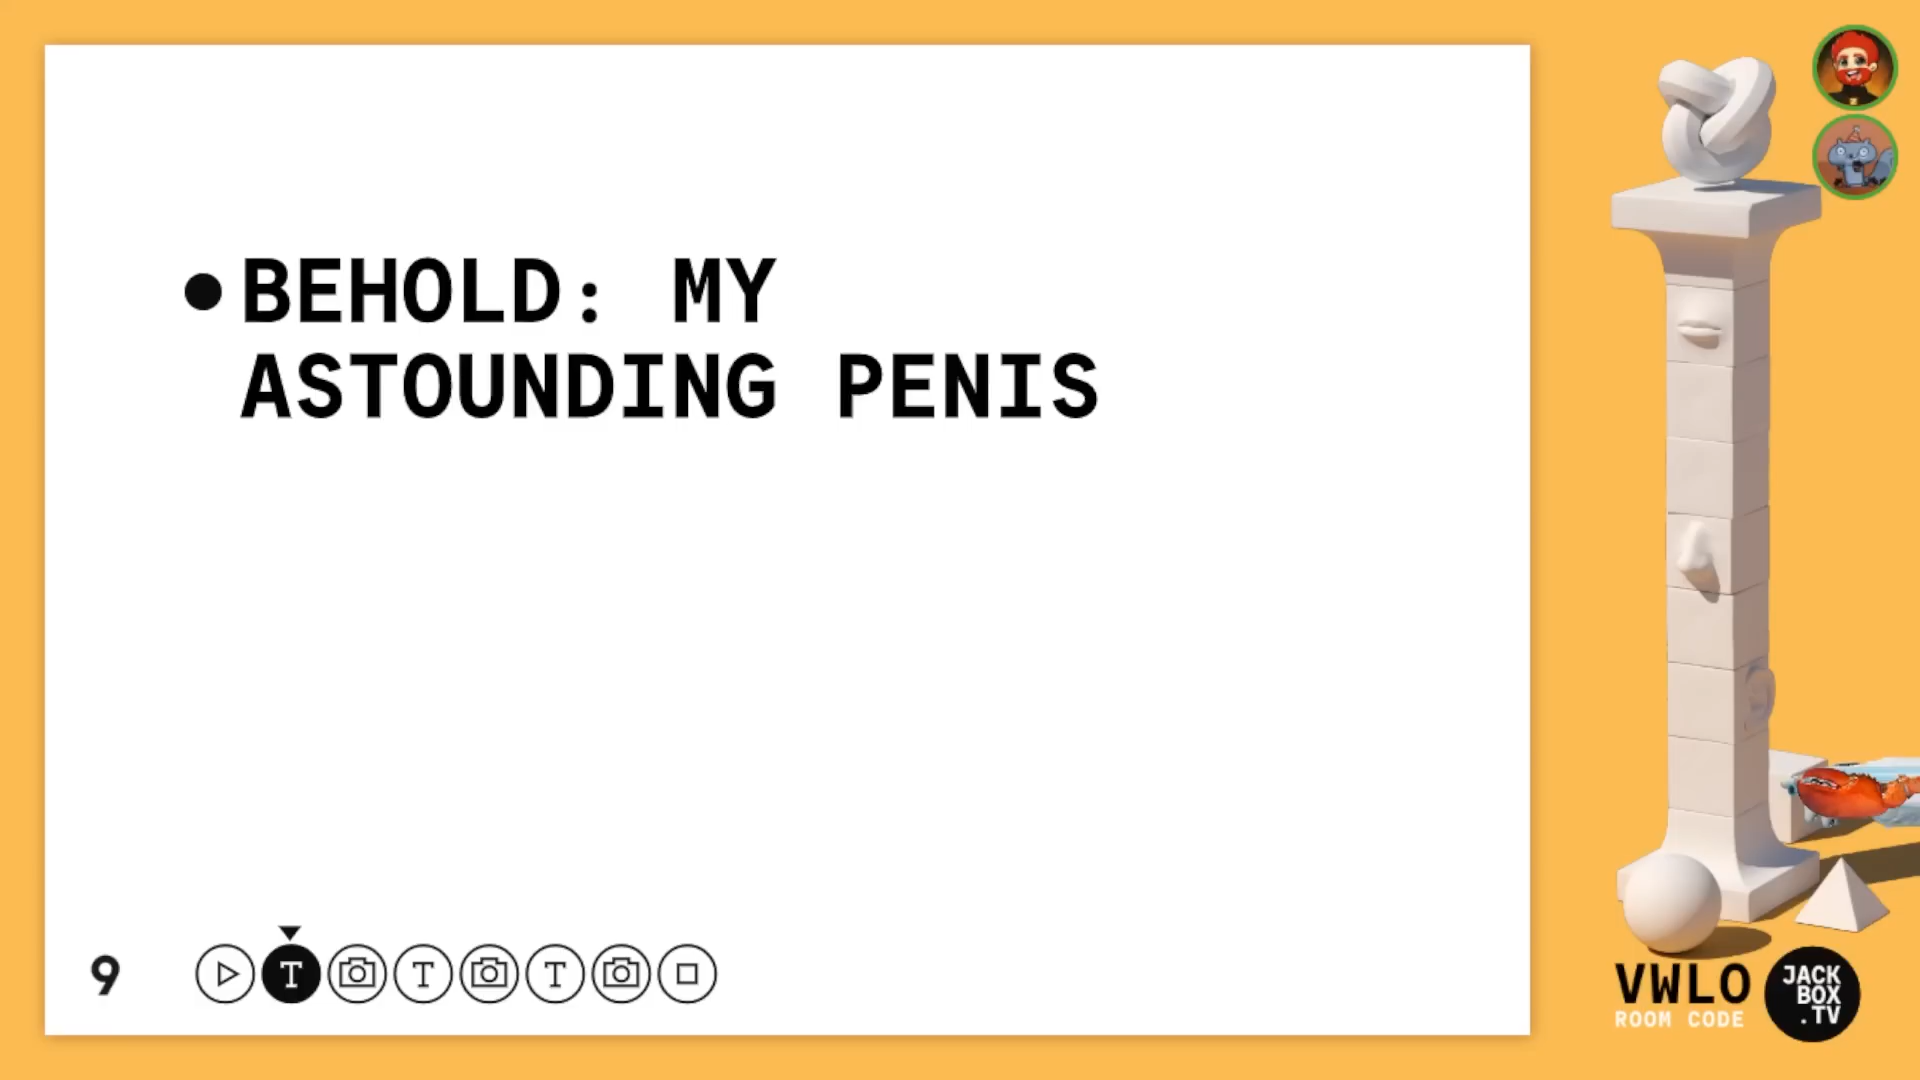 • BEHOLD: MY
ASTOUNDING PENIS
9
T
T
T
VWLO
ROOM CODE
JACK
BOX
.TV